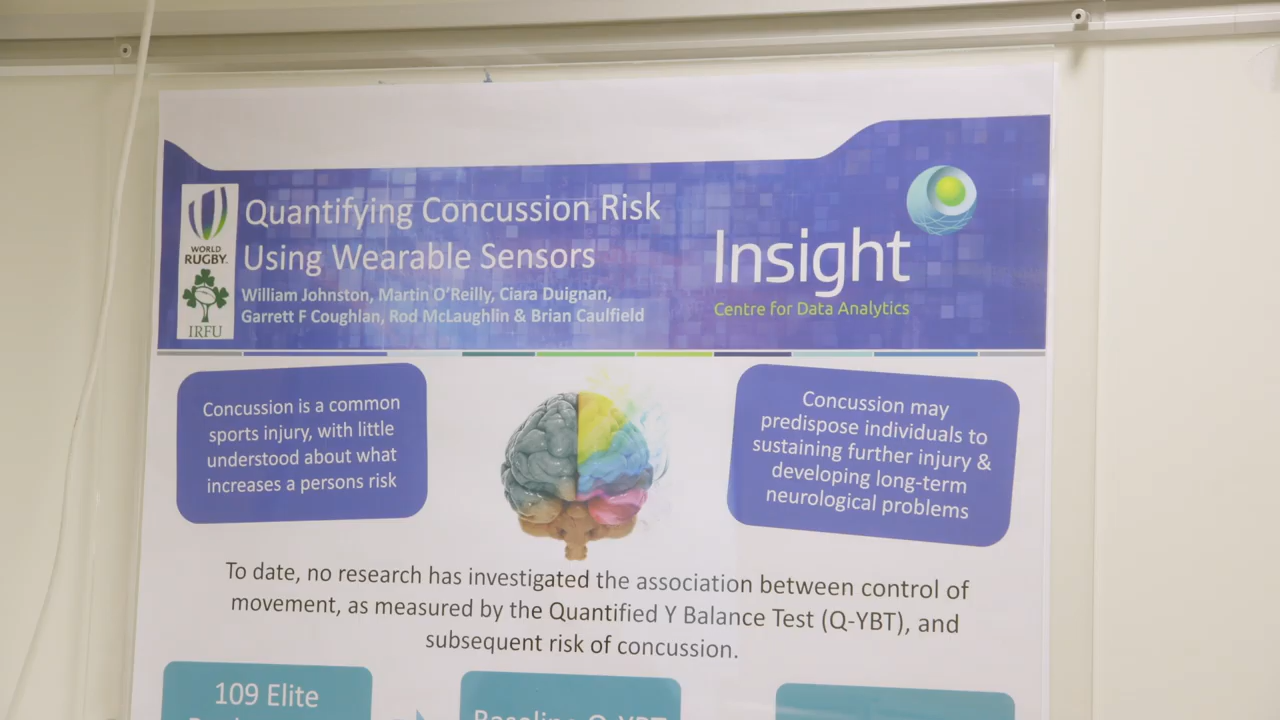 Quantifying Concussion Risk
Using Wearable Sensors
William Johnston, Martin O'Reilly, Ciara Duignan,
Garrett F Coughlan, Rod McLaughlin & Brian Caulfield
WORLD
RUGBY.
IRFU
Insight
Centre for Data Analytics
Concussion is a common
sports injury, with little
understood about what
increases a persons risk
Concussion may
predispose individuals to
sustaining further injury &
developing long-term
neurological problems
To date, no research has investigated the association between control of
movement, as measured by the Quantified Y Balance Test (Q-YBT), and
subsequent risk of concussion.
109 Elite
Baseline Q-YBT